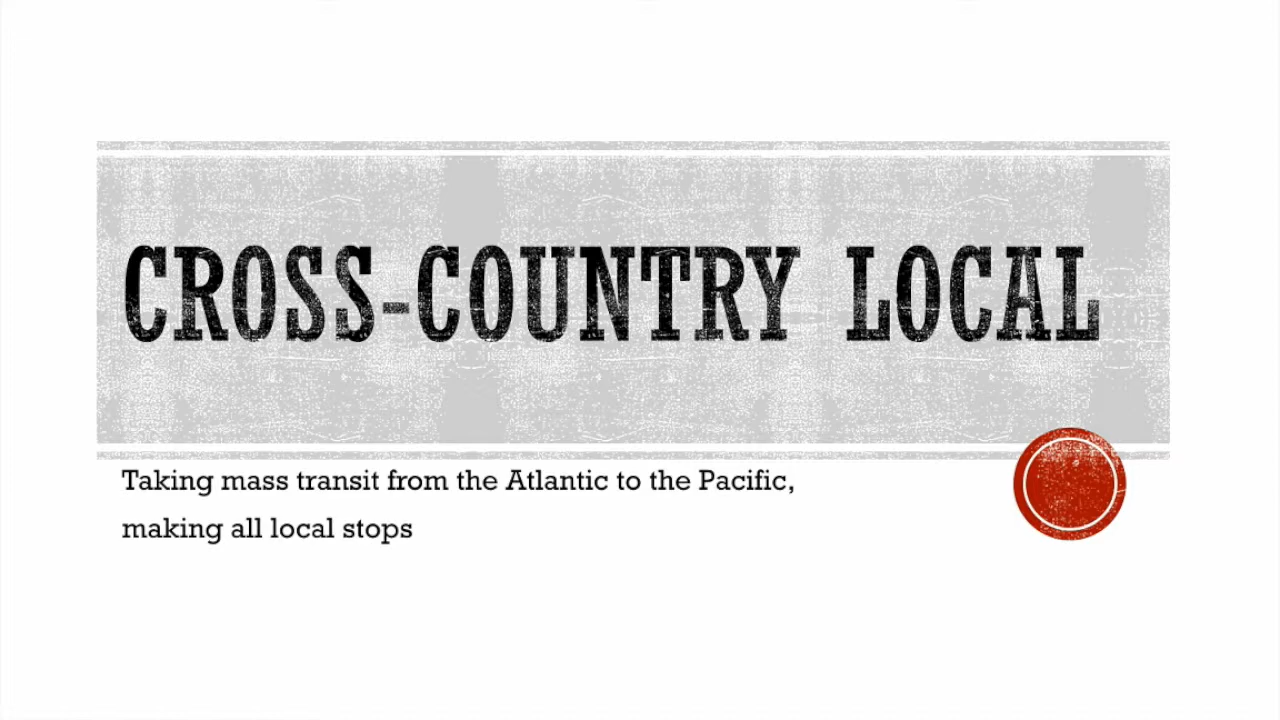 CROSS-COUNTRY LOCAL
Taking mass transit from the Atlantic to the Pacific,
making all local stops